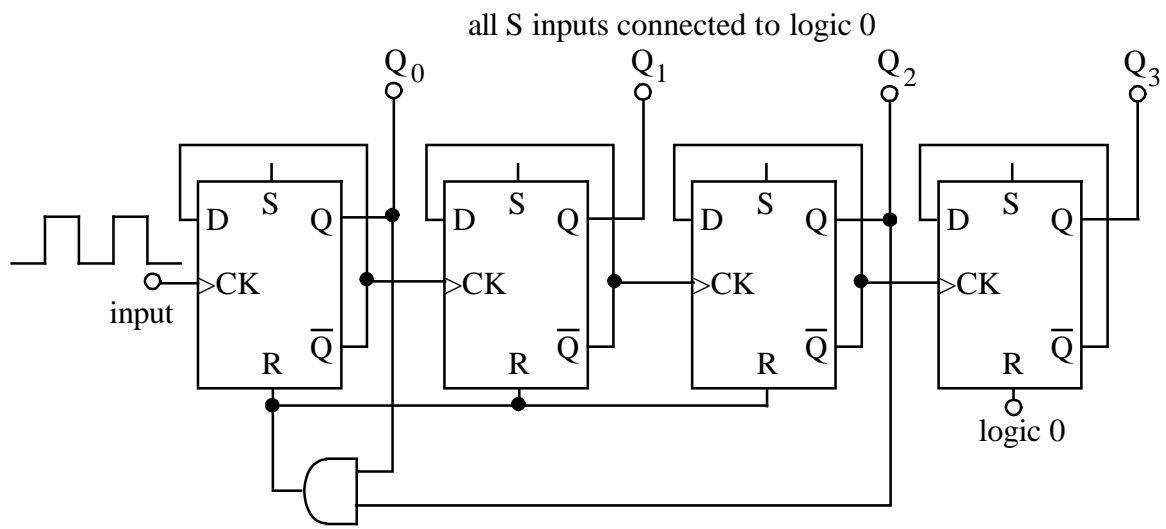 all S inputs connected to logic 0
Q0 Q1 Q2 Q3
S S S S
D Q D Q D Q D Q
CK CK CK CK
input
Q̅ Q̅ Q̅ Q̅
R R R R
logic 0